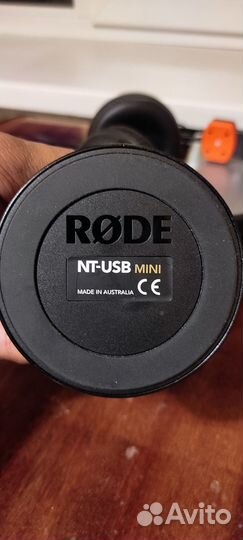 RØDE
NT-USB MINI
MADE IN AUSTRALIA CE
Avito